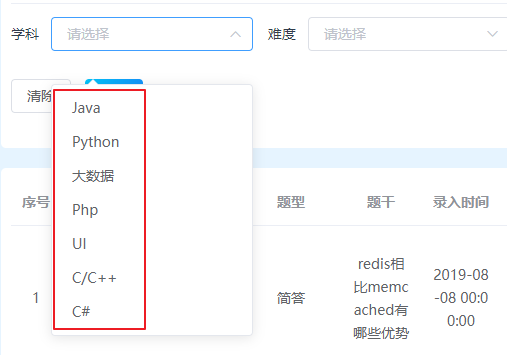 学科 请选择 难度 请选择
清除
Java
Python
大数据
Php
UI
C/C++
C#
序号 题型 题干 录入时间
1 简答
redis相
比memc
ached有
哪些优势
2019-08
-08 00:0
0:00